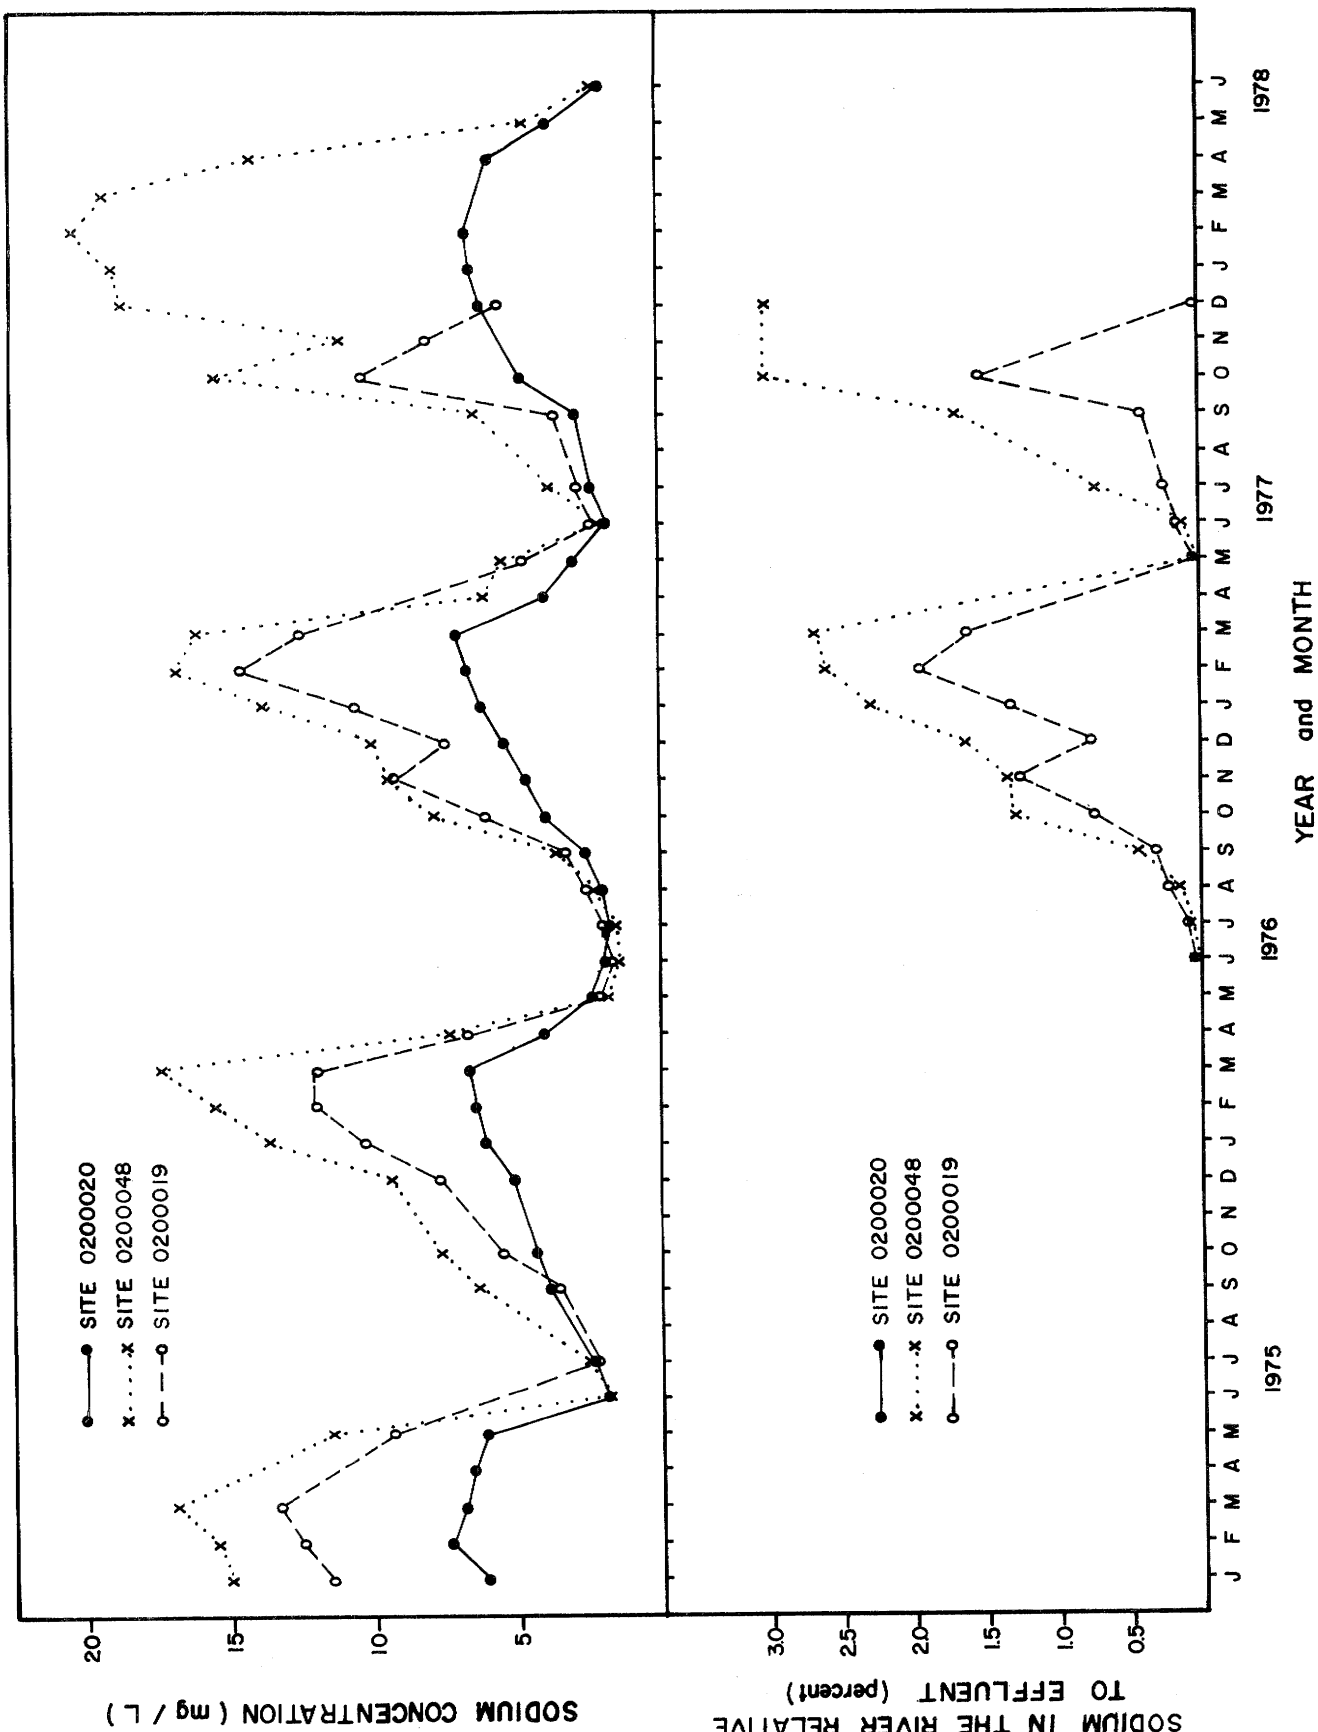 SODIUM CONCENTRATION (mg / L)
20
15
10
5
SITE 0200020
SITE 0200048
SITE 0200019
SODIUM IN THE RIVER RELATIVE
TO EFFLUENT (percent)
3.0
2.5
2.0
1.5
1.0
0.5
SITE 0200020
SITE 0200048
SITE 0200019
J F M A M J J A S O N D J F M A M J J A S O N D J F M A M J J A S O N D J F M A M J
1975 1976 1977 1978
YEAR and MONTH